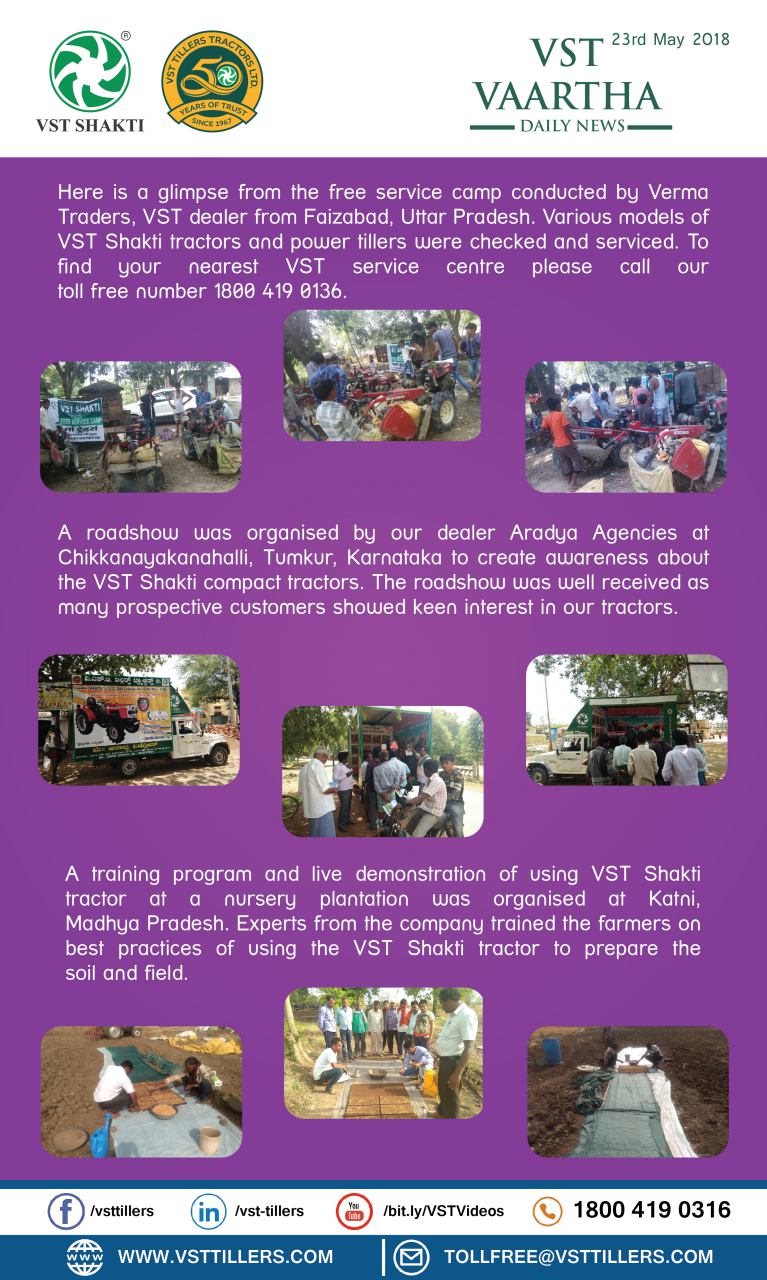 ®
VST SHAKTI
VST TILLERS TRACTORS LTD.
50
YEARS OF TRUST
SINCE 1967
23rd May 2018
VST
VAARTHA
DAILY NEWS
Here is a glimpse from the free service camp conducted by Verma
Traders, VST dealer from Faizabad, Uttar Pradesh. Various models of
VST Shakti tractors and power tillers were checked and serviced. To
find your nearest VST service centre please call our
toll free number 1800 419 0136.
VST SHAKTI
FREE SERVICE CAMP
A roadshow was organised by our dealer Aradya Agencies at
Chikkanayakanahalli, Tumkur, Karnataka to create awareness about
the VST Shakti compact tractors. The roadshow was well received as
many prospective customers showed keen interest in our tractors.
A training program and live demonstration of using VST Shakti
tractor at a nursery plantation was organised at Katni,
Madhya Pradesh. Experts from the company trained the farmers on
best practices of using the VST Shakti tractor to prepare the
soil and field.
/vsttillers
/vst-tillers
You Tube
/bit.ly/VSTVideos
1800 419 0316
WWW.VSTTILLERS.COM
TOLLFREE@VSTTILLERS.COM